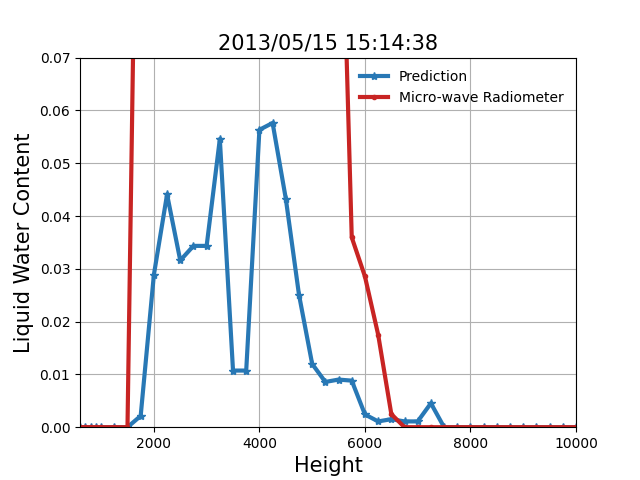 2013/05/15 15:14:38
Prediction
Micro-wave Radiometer
Liquid Water Content
0.07
0.06
0.05
0.04
0.03
0.02
0.01
0.00
2000 4000 6000 8000 10000
Height